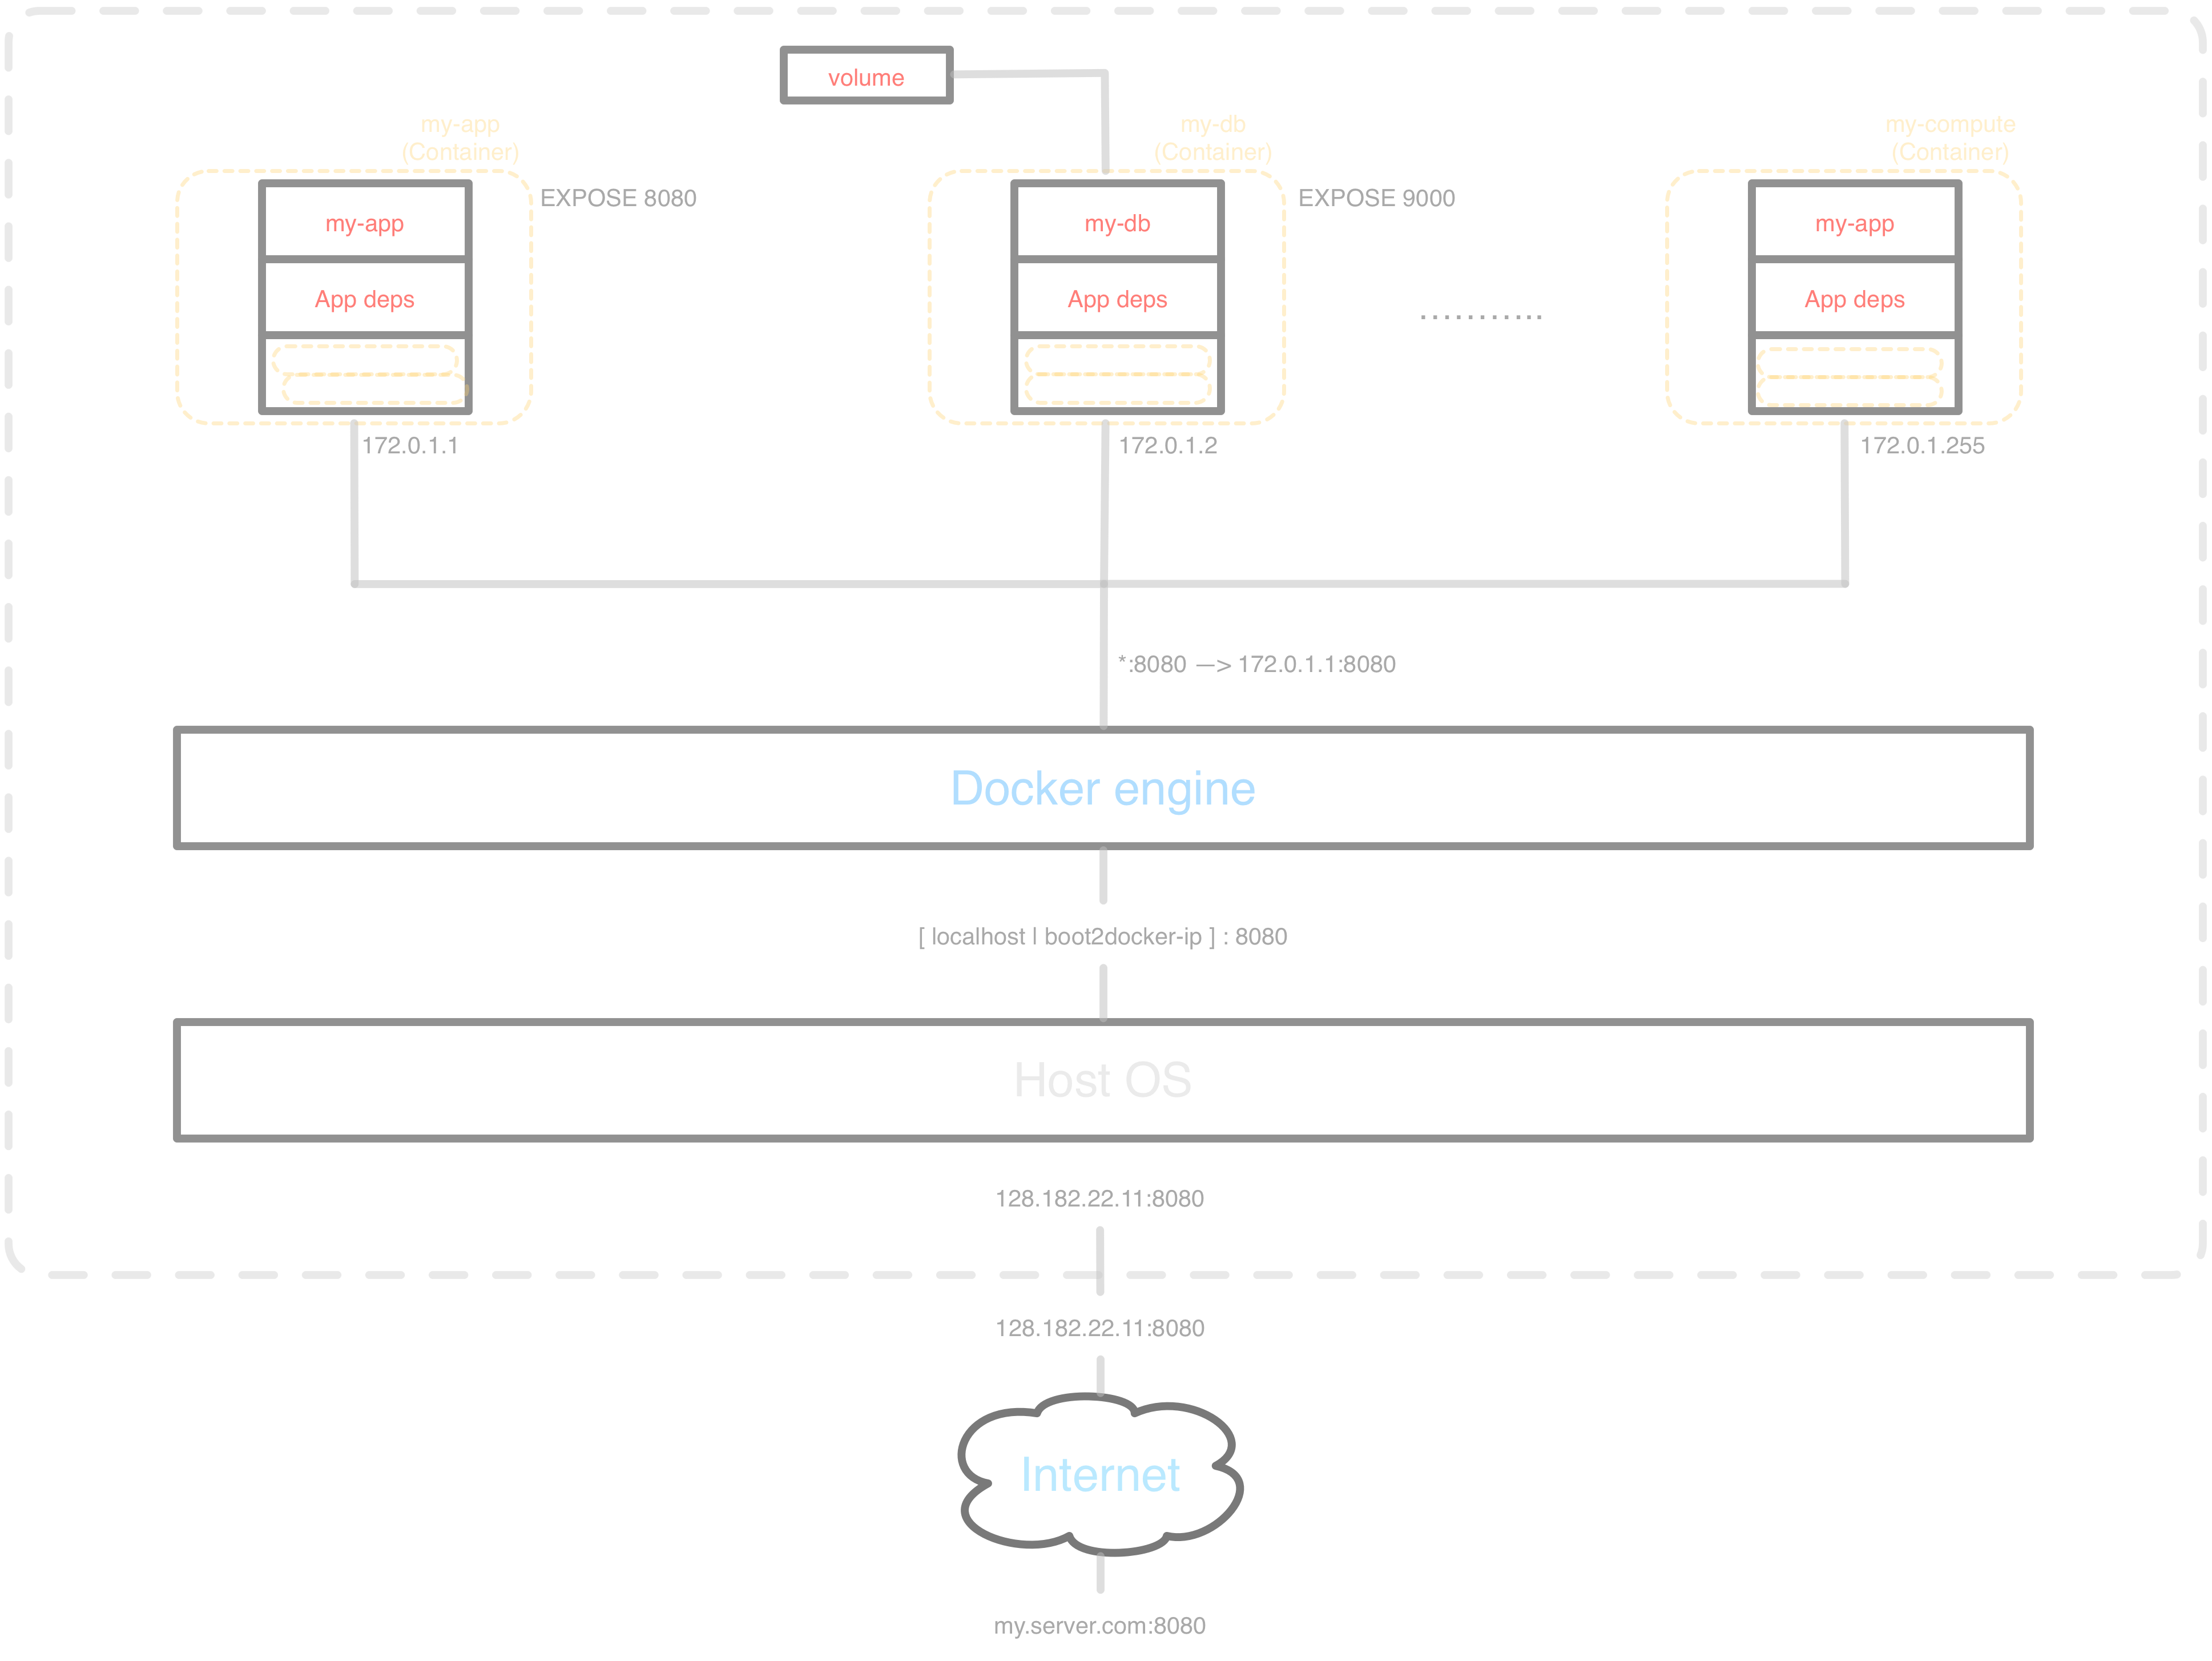 volume
my-app
(Container)
my-db
(Container)
my-compute
(Container)
EXPOSE 8080
EXPOSE 9000
my-app
my-db
my-app
App deps
App deps
App deps
...........
172.0.1.1
172.0.1.2
172.0.1.255
*:8080 —> 172.0.1.1:8080
Docker engine
[ localhost | boot2docker-ip ] : 8080
Host OS
128.182.22.11:8080
128.182.22.11:8080
Internet
my.server.com:8080